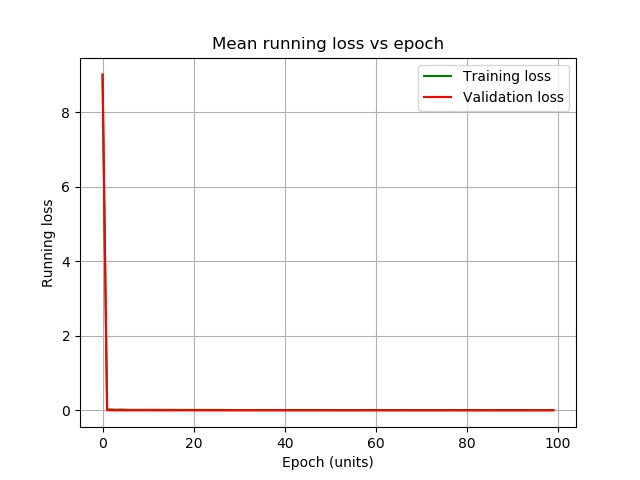 Mean running loss vs epoch
Training loss
Validation loss
8
6
4
2
0
Running loss
0 20 40 60 80 100
Epoch (units)